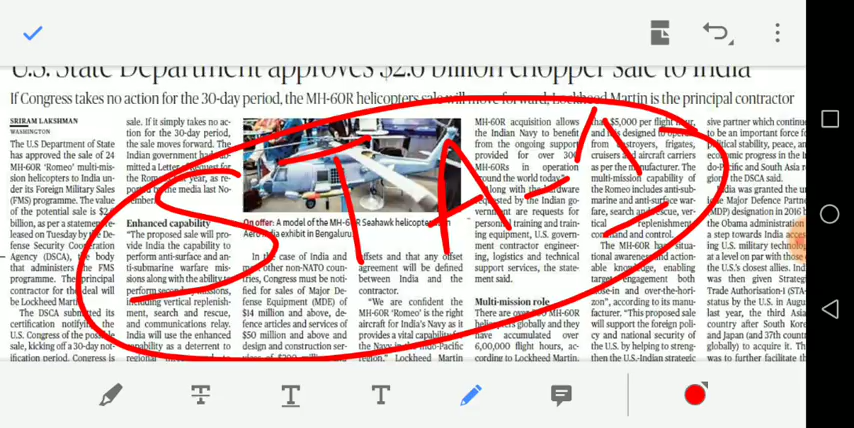 U.S. State Department approves $2.6 billion chopper sale to India
If Congress takes no action for the 30-day period, the MH-60R helicopters sale will move forward; Lockheed Martin is the principal contractor
SRIRAM LAKSHMAN
WASHINGTON
The U.S Department of State
has approved the sale of 24
MH-60R ‘Romeo’ multi-mis-
sion helicopters to India un-
der its Foreign Military Sales
(FMS) programme. The
value of the potential sale is $2.6
billion, as per a statement re-
leased on Tuesday by the De-
fense Security Cooperation
Agency (DSCA), the body
that administers the FMS
programme. The principal
contractor for the deal will
be Lockheed Martin.
The DSCA submitted its
certification notifying the
U.S. Congress of the possible
sale, kicking off a 30-day not-
ification period. Congress is
sale. If it simply takes no ac-
tion for the 30-day period,
the sale moves forward. The
Indian government had sub-
mitted a Letter of Request for
the Romeos last year, as re-
ported by the media last No-
vember.
Enhanced capability
“The proposed sale will pro-
vide India the capability to
perform anti-surface and an-
ti-submarine warfare mis-
sions along with the ability to
perform secondary missions,
including vertical replenish-
ment, search and rescue,
and communications relay.
India will use the enhanced
capability as a deterrent to
regional threats and to
On offer: A model of the MH-60R Seahawk helicopter on
Aero India exhibit in Bengaluru.
In the case of India and
most other non-NATO coun-
tries, Congress must be noti-
fied for sales of Major De-
fense Equipment (MDE) of
$14 million and above, de-
fence articles and services of
$50 million and above and
design and construction ser-
vices of $200 million
offsets and that any offset
agreement will be defined
between India and the
contractor.
“We are confident the
MH-60R ‘Romeo’ is the right
aircraft for India’s Navy as it
provides a vital capability for
the Navy in the Indo-Pacific
region,” Lockheed Martin
MH-60R acquisition allows
the Indian Navy to benefit
from the ongoing support
provided for over 300
MH-60Rs in operation
around the world today.
Along with the hardware
requested by the Indian go-
vernment are requests for
personnel training and train-
ing equipment, U.S. govern-
ment contractor engineer-
ing, logistics and technical
support services, the state-
ment said.
Multi-mission role
There are over 300 MH-60R
helicopters globally and they
have accumulated over
6,00,000 flight hours, ac-
cording to Lockheed Martin.
than $5,000 per flight hour,
and is designed to operate
from destroyers, frigates,
cruisers and aircraft carriers
as per the manufacturer. The
multi-mission capability of
the Romeo includes anti-sub-
marine and anti-surface war-
fare, search and rescue, ver-
tical replenishment
command and control.
The MH-60R has situa-
tional awareness and action-
able knowledge, enabling
target engagement both
close-in and over-the-hori-
zon”, according to its manu-
facturer. “This proposed sale
will support the foreign poli-
cy and national security of
the U.S. by helping to streng-
then the U.S.-Indian strategic
sive partner which continues
to be an important force for
political stability, peace, and
economic progress in the In-
do-Pacific and South Asia re-
gion, the DSCA said.
India was granted the un-
ique Major Defence Partner
(MDP) designation in 2016 by
the Obama administration
a step towards India acces-
ing U.S. military technology
at a level on par with those of
the U.S.’s closest allies. India
was then given Strategic
Trade Authorisation-I (STA-I)
status by the U.S. in August
last year, the third Asian
country after South Korea
and Japan (and 37th country
globally) to acquire it. This
was to further facilitate the
STA-1